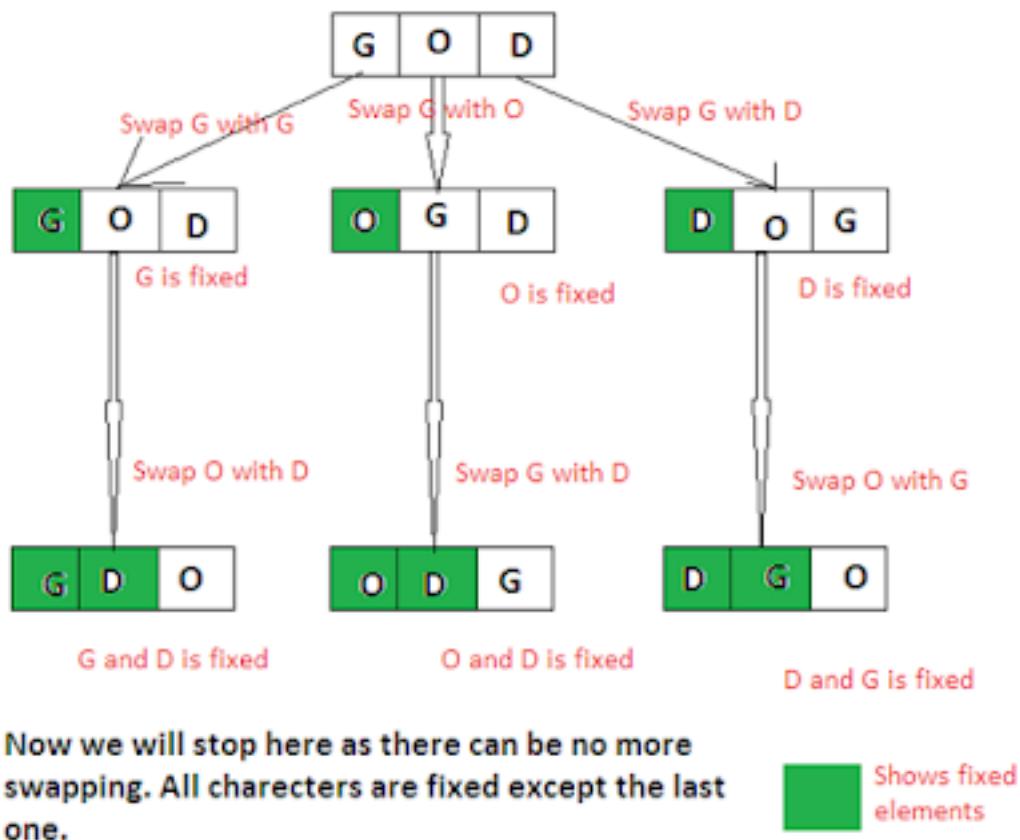 G O D
Swap G with G
Swap G with O
Swap G with D
G O D
O G D
D O G
G is fixed
O is fixed
D is fixed
Swap O with D
Swap G with D
Swap O with G
G D O
O D G
D G O
G and D is fixed
O and D is fixed
D and G is fixed
Now we will stop here as there can be no more
swapping. All charecters are fixed except the last
one.
Shows fixed
elements